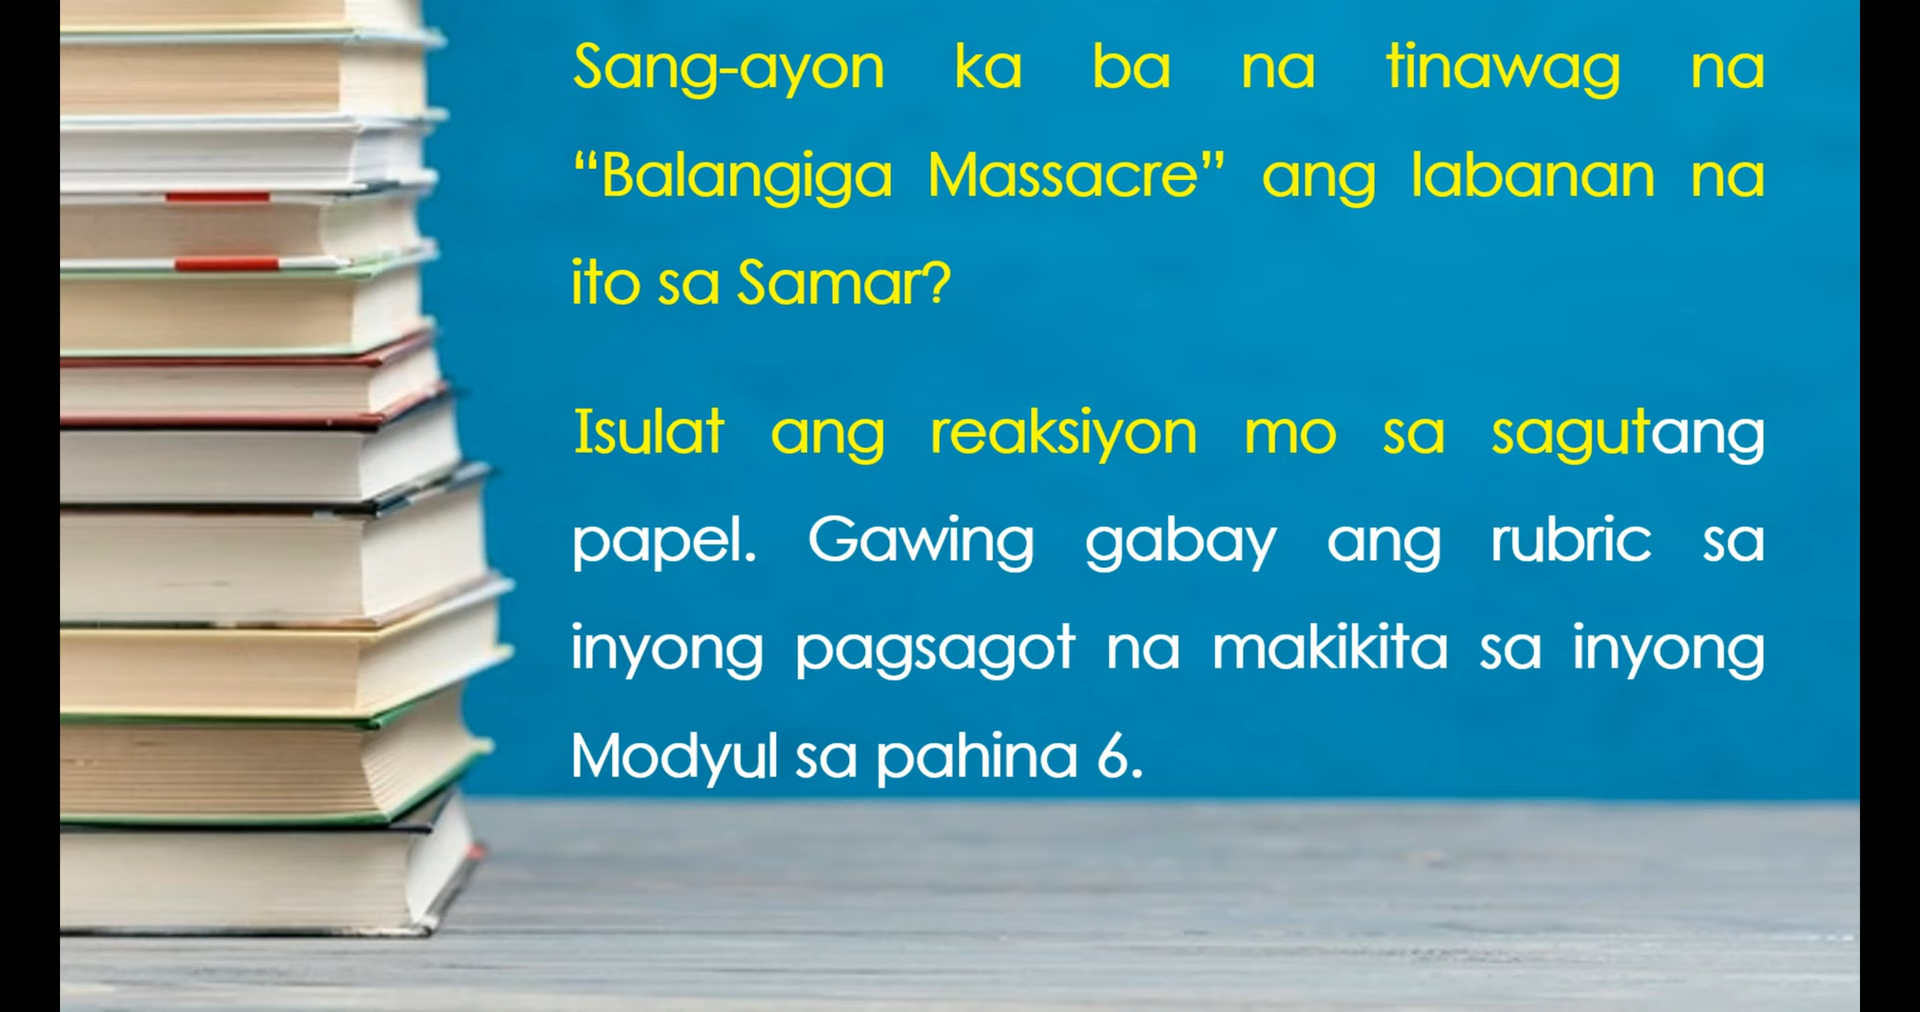 Sang-ayon ka ba na tinawag na
“Balangiga Massacre” ang labanan na
ito sa Samar?
Isulat ang reaksiyon mo sa sagutang
papel. Gawing gabay ang rubric sa
inyong pagsagot na makikita sa inyong
Modyul sa pahina 6.